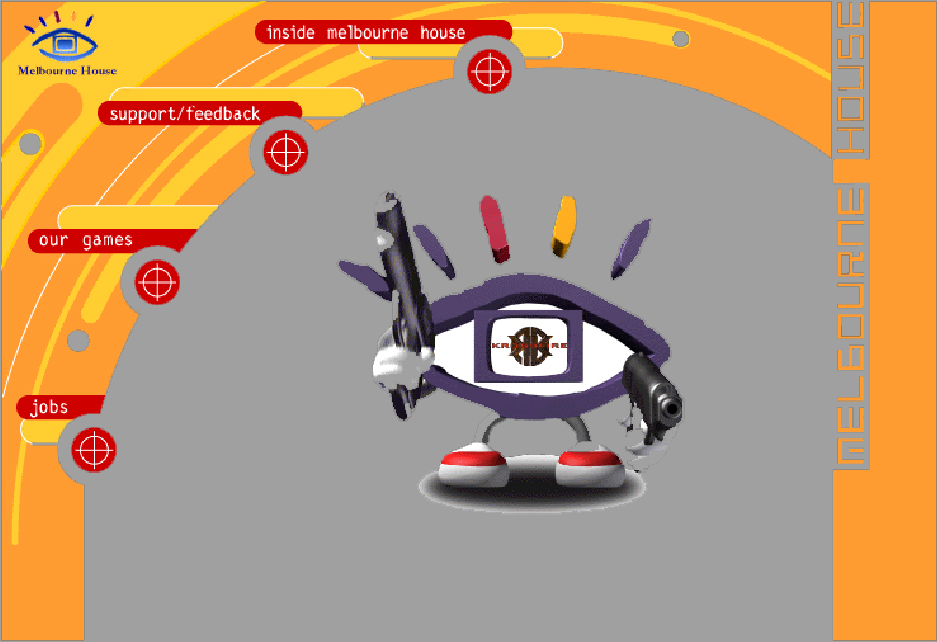 inside melbourne house
Melbourne House
support/feedback
our games
jobs
MELBOURNE HOUSE